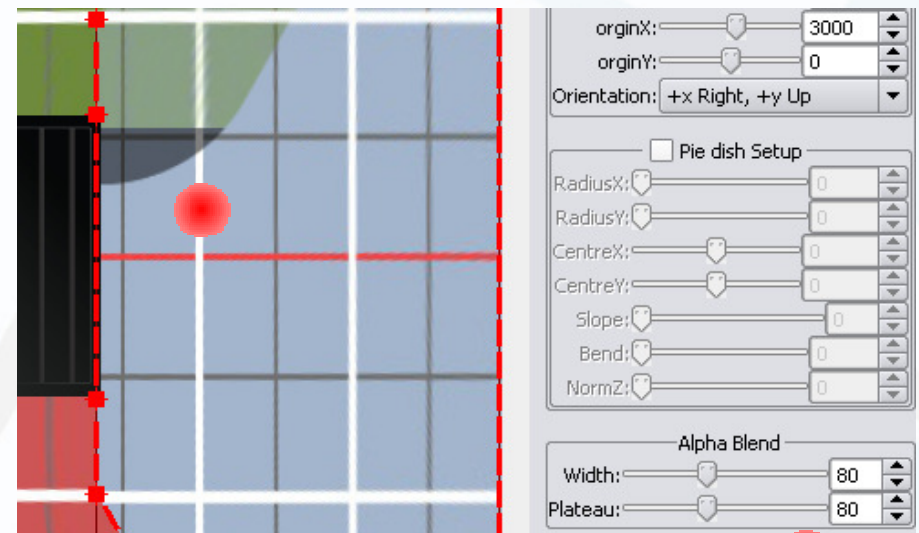 orginX: 3000
orginY: 0
Orientation: +x Right, +y Up
Pie dish Setup
RadiusX: 0
RadiusY: 0
CentreX: 0
CentreY: 0
Slope: 0
Bend: 0
NormZ: 0
Alpha Blend
Width: 80
Plateau: 80